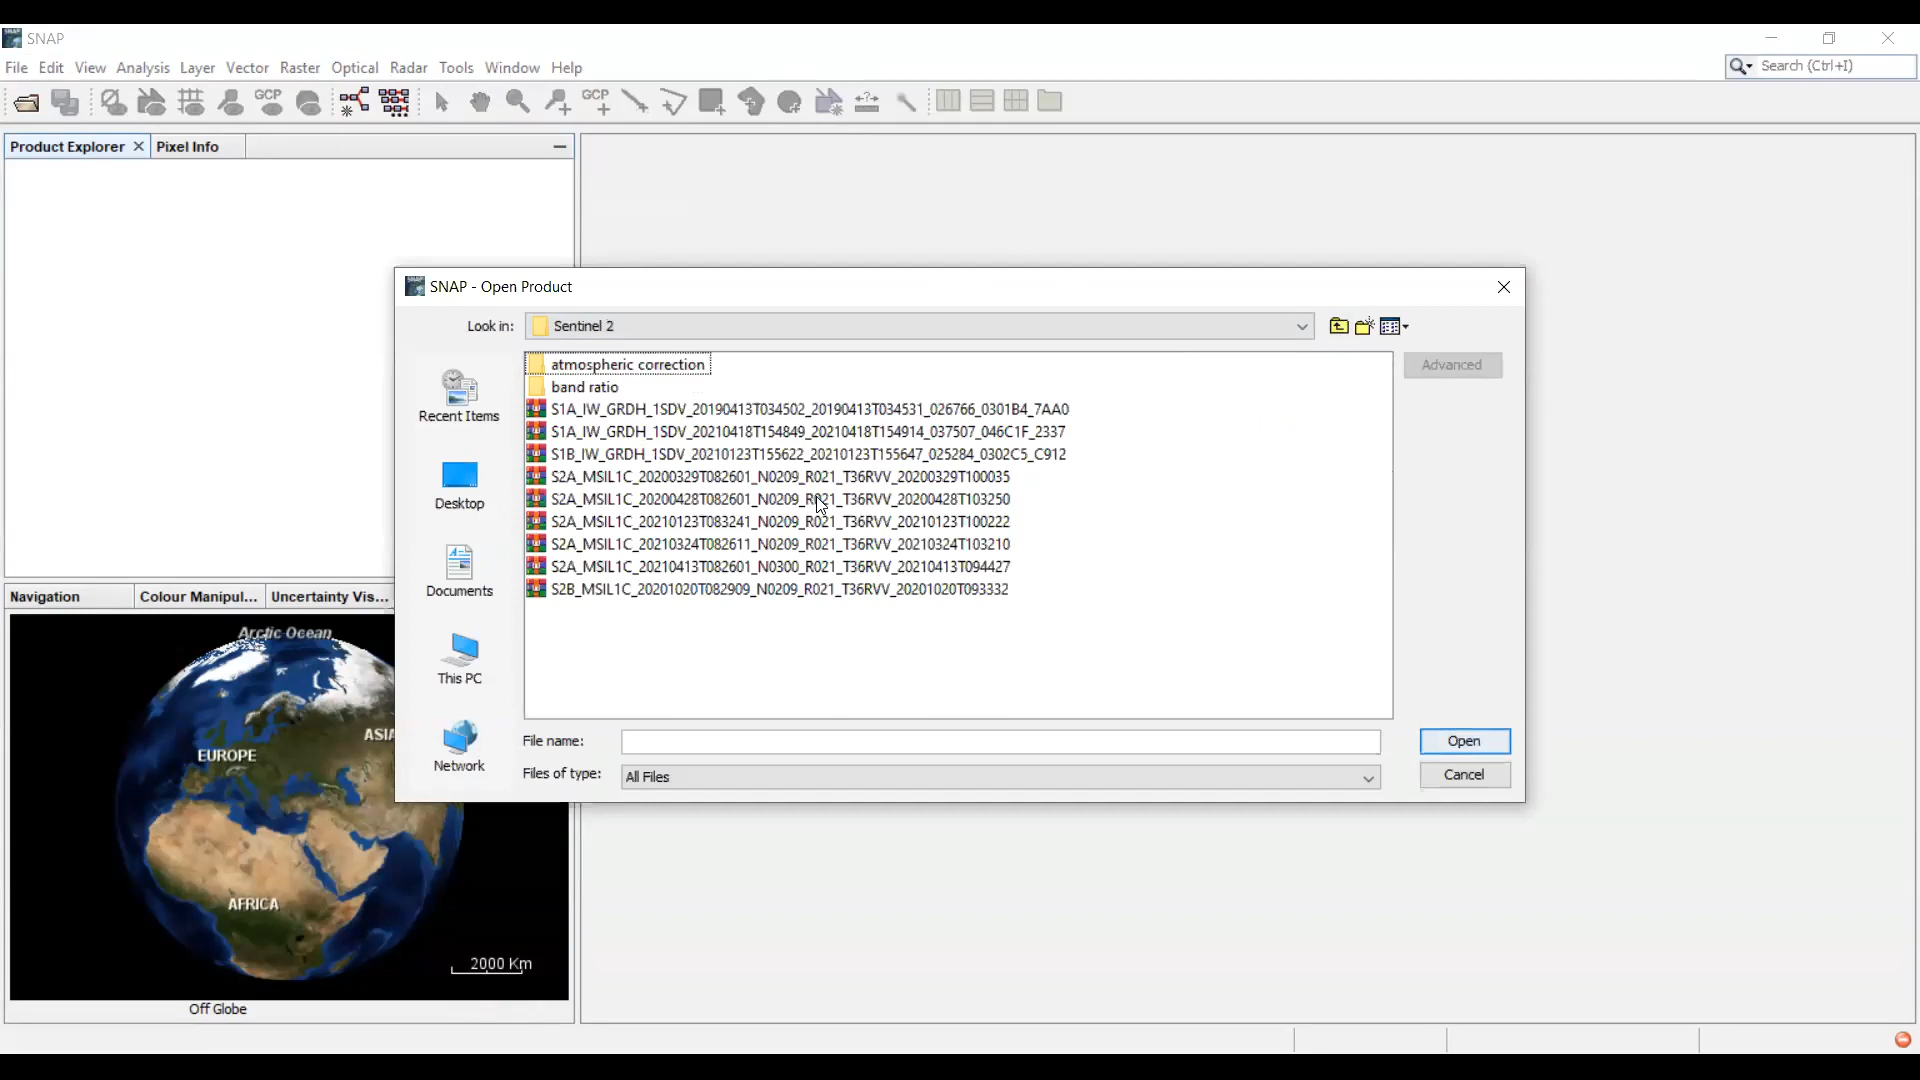 SNAP
File Edit View Analysis Layer Vector Raster Optical Radar Tools Window Help
Search (Ctrl+I)
GCP GCP
Product Explorer Pixel Info
SNAP - Open Product
Look in: Sentinel 2
Advanced
Recent Items
Desktop
Documents
This PC
Network
atmospheric correction
band ratio
S1A_IW_GRDH_1SDV_20190413T034502_20190413T034531_026766_0301B4_7AA0
S1A_IW_GRDH_1SDV_20210418T154849_20210418T154914_037507_046C1F_2337
S1B_IW_GRDH_1SDV_20210123T155622_20210123T155647_025284_0302C5_C912
S2A_MSIL1C_20200329T082601_N0209_R021_T36RVV_20200329T100035
S2A_MSIL1C_20200428T082601_N0209_R021_T36RVV_20200428T103250
S2A_MSIL1C_20210123T083241_N0209_R021_T36RVV_20210123T100222
S2A_MSIL1C_20210324T082611_N0209_R021_T36RVV_20210324T103210
S2A_MSIL1C_20210413T082601_N0300_R021_T36RVV_20210413T094427
S2B_MSIL1C_20201020T082909_N0209_R021_T36RVV_20201020T093332
File name:
Open
Files of type: All Files
Cancel
Navigation Colour Manipul... Uncertainty Vis...
Arctic Ocean
ASIA
EUROPE
AFRICA
2000 Km
Off Globe